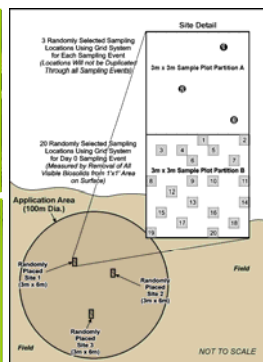 Site Detail
3 Randomly Selected Sampling
Locations Using Grid System
for Each Sampling Event
(Locations Will not be Duplicated
Through all Sampling Events)
3m x 3m Sample Plot Partition A
20 Randomly Selected Sampling
Locations Using Grid System
for Day 0 Sampling Event
(Measured by Removal of All
Visible Biosolids from 1'x1' Area
on Surface)
3m x 3m Sample Plot Partition B
1
2
3
4
5
6
7
8
9
10
11
12
13
14
15
16
17
18
19
20
Application Area
(100m Dia.)
Randomly
Placed
Site 1
(3m x 6m)
Randomly
Placed
Site 2
(3m x 6m)
Randomly
Placed
Site 3
(3m x 6m)
Field
Field
NOT TO SCALE